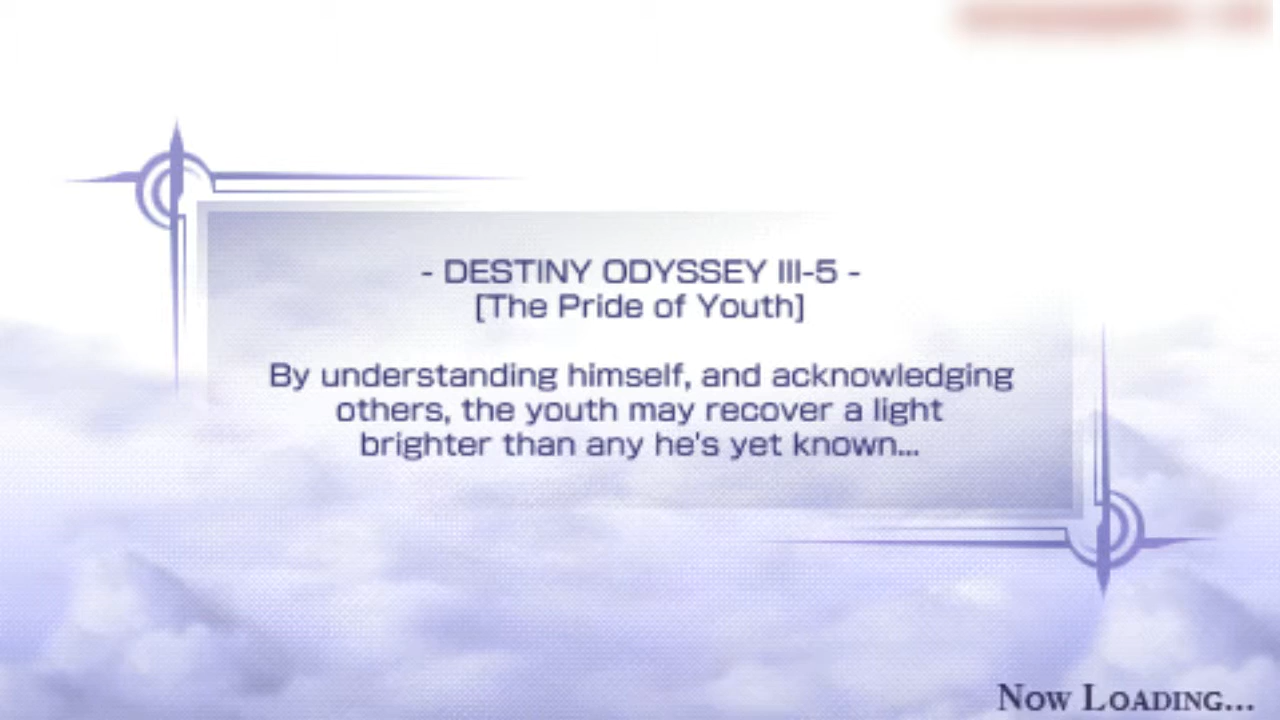 - DESTINY ODYSSEY III-5 -
[The Pride of Youth]
By understanding himself, and acknowledging
others, the youth may recover a light
brighter than any he's yet known...
NOW LOADING...